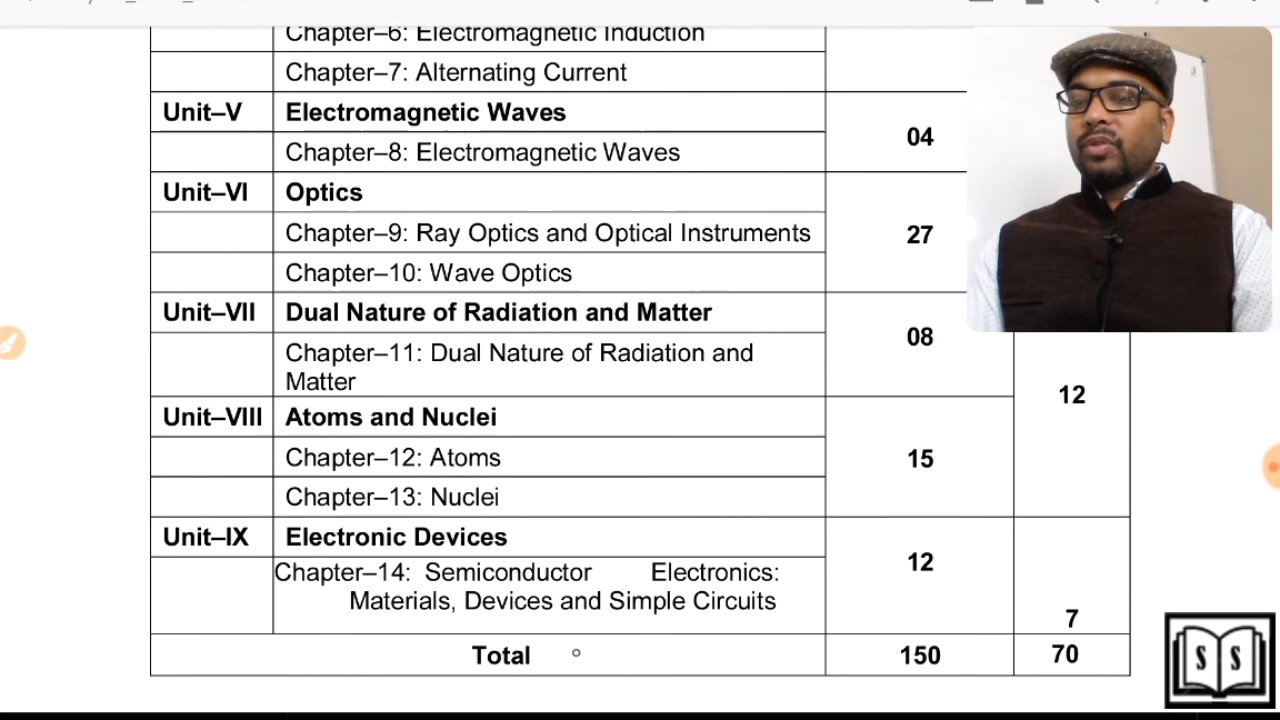 Chapter–6: Electromagnetic Induction
Chapter–7: Alternating Current
Unit–V Electromagnetic Waves
04
Chapter–8: Electromagnetic Waves
Unit–VI Optics
Chapter–9: Ray Optics and Optical Instruments
27
Chapter–10: Wave Optics
Unit–VII Dual Nature of Radiation and Matter
08
Chapter–11: Dual Nature of Radiation and
Matter
12
Unit–VIII Atoms and Nuclei
Chapter–12: Atoms
15
Chapter–13: Nuclei
Unit–IX Electronic Devices
12
Chapter–14: Semiconductor Electronics:
Materials, Devices and Simple Circuits
7
Total 150 70
S S